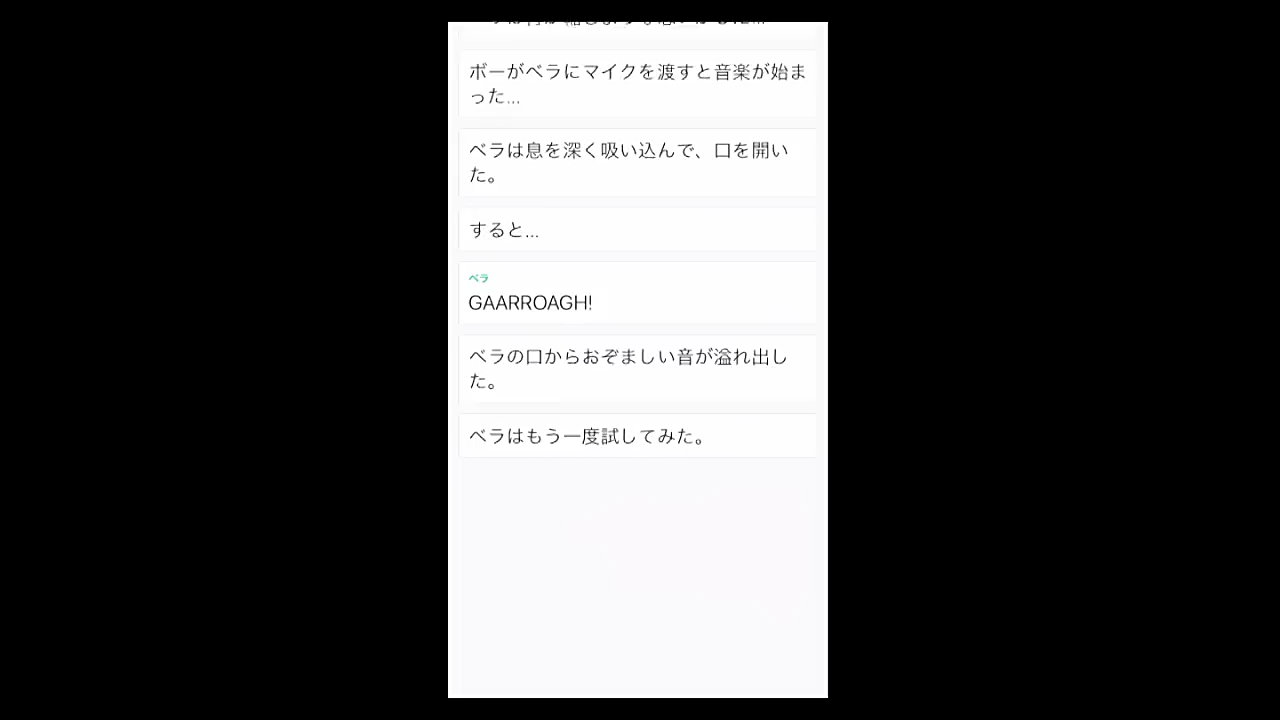 ボーがベラにマイクを渡すと音楽が始ま
った...
ベラは息を深く吸い込んで、口を開い
た。
すると...
ベラ
GAARROAGH!
ベラの口からおぞましい音が溢れ出し
た。
ベラはもう一度試してみた。